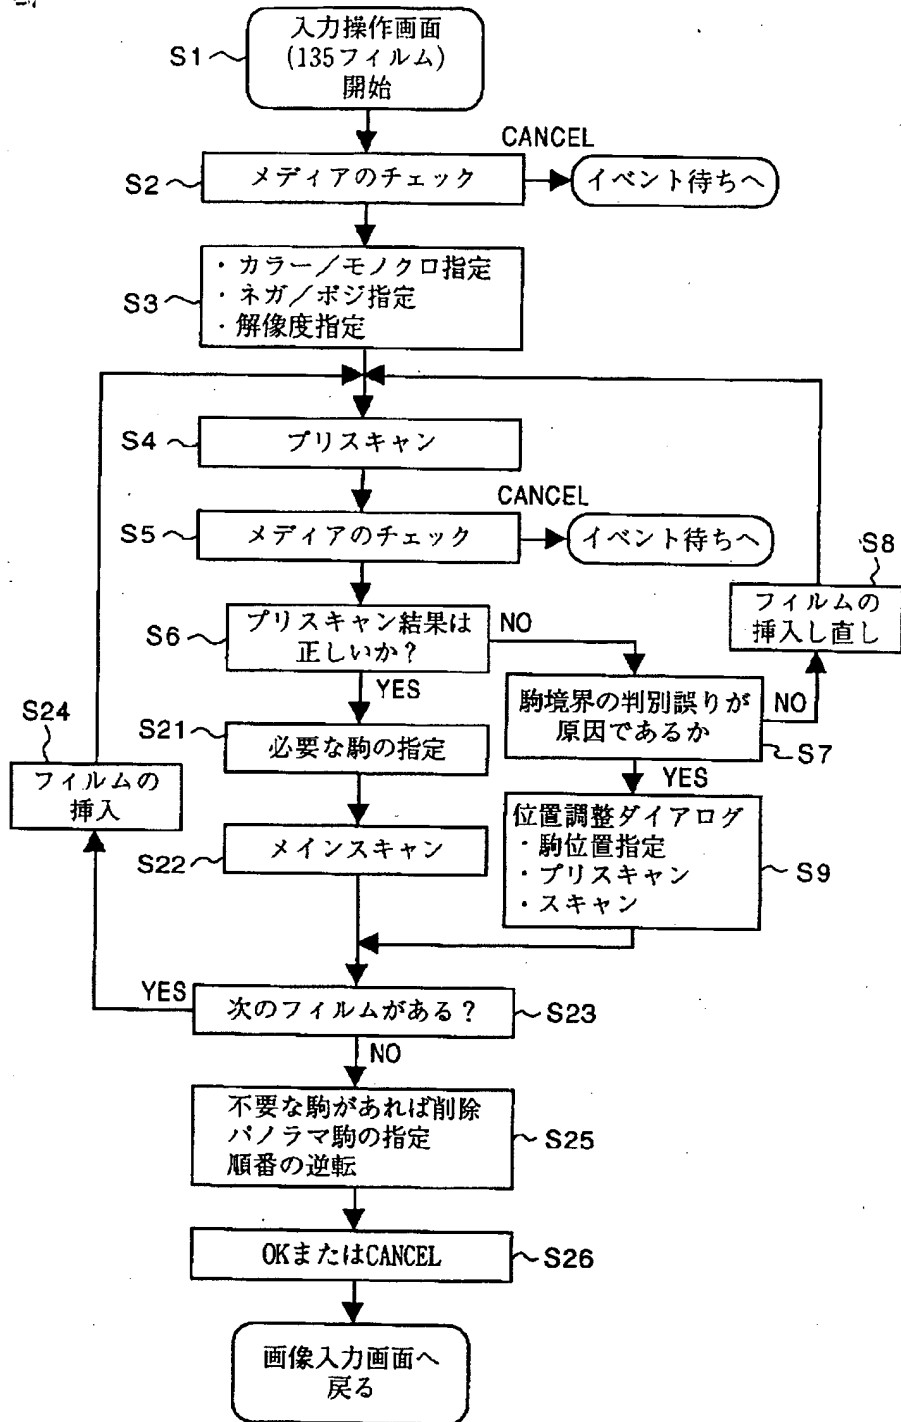 入力操作画面
(135フィルム)
開始
S1
CANCEL
メディアのチェック
S2
イベント待ちへ
・カラー／モノクロ指定
・ネガ／ポジ指定
・解像度指定
S3
プリスキャン
S4
CANCEL
メディアのチェック
S5
イベント待ちへ
S8
フィルムの
挿入し直し
プリスキャン結果は
正しいか？
S6
NO
YES
駒境界の判別誤りが
原因であるか
NO
S7
YES
S24
フィルムの
挿入
S21
必要な駒の指定
位置調整ダイアログ
・駒位置指定
・プリスキャン
・スキャン
S9
メインスキャン
S22
YES
次のフィルムがある？
S23
NO
不要な駒があれば削除
パノラマ駒の指定
順番の逆転
S25
OKまたはCANCEL
S26
画像入力画面へ
戻る